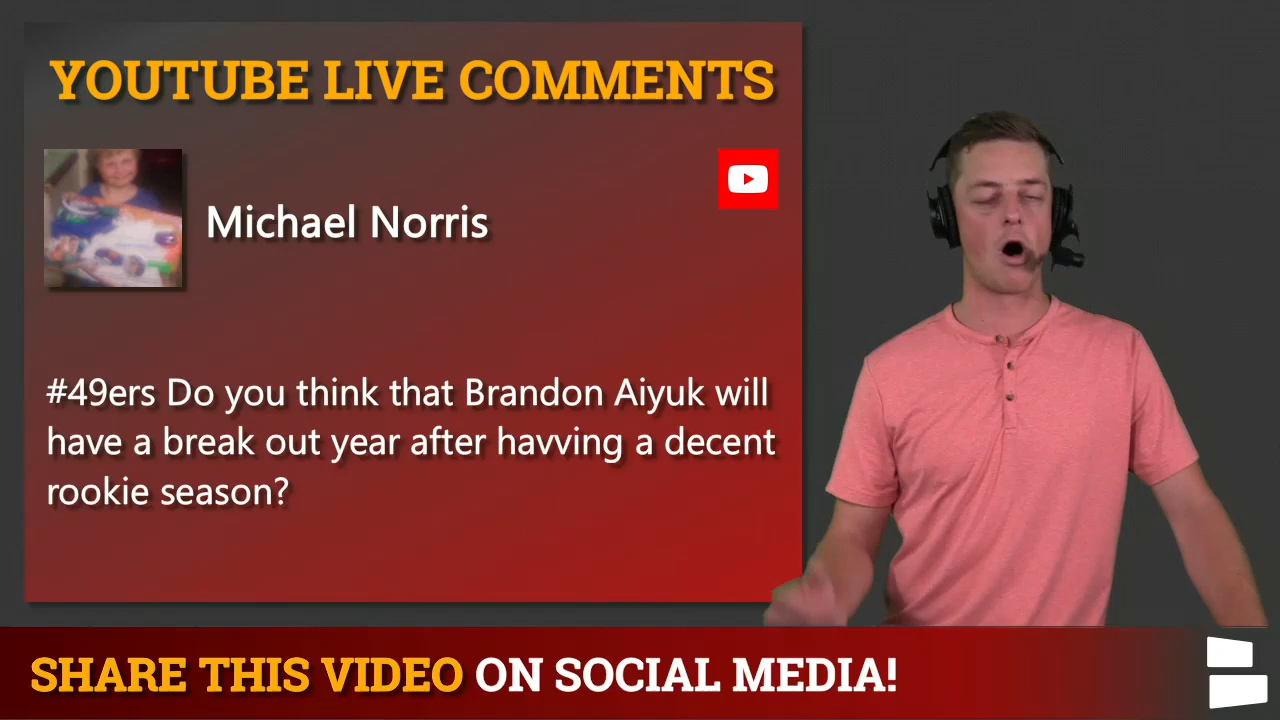 YOUTUBE LIVE COMMENTS
Michael Norris
#49ers Do you think that Brandon Aiyuk will
have a break out year after havving a decent
rookie season?
SHARE THIS VIDEO ON SOCIAL MEDIA!